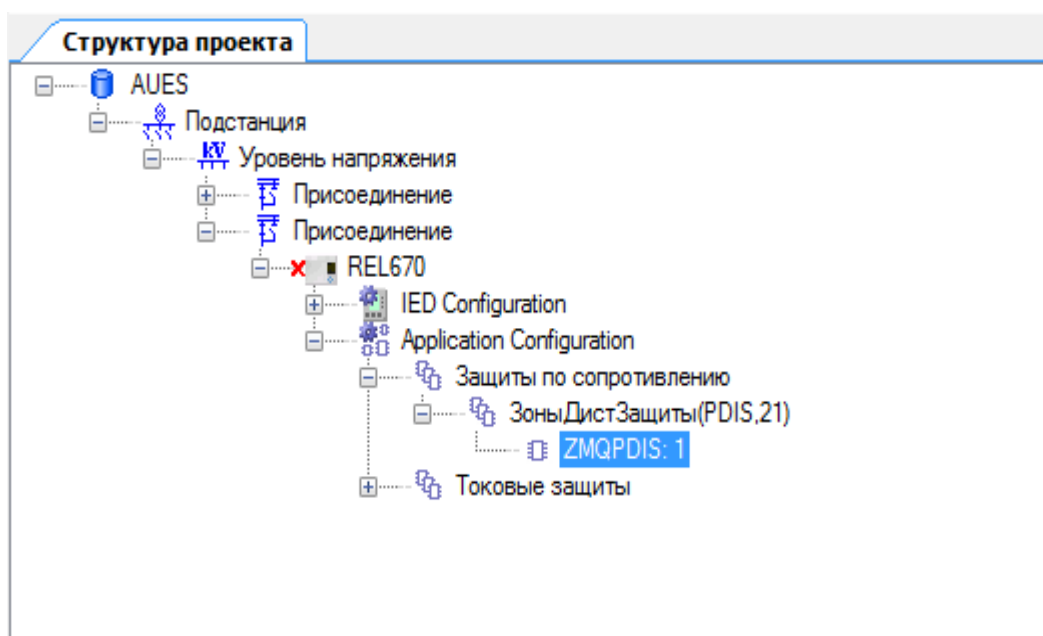 Структура проекта
AUES
Подстанция
kV Уровень напряжения
Присоединение
Присоединение
REL670
IED Configuration
Application Configuration
Защиты по сопротивлению
ЗоныДистЗащиты(PDIS,21)
ZMQPDIS: 1
Токовые защиты